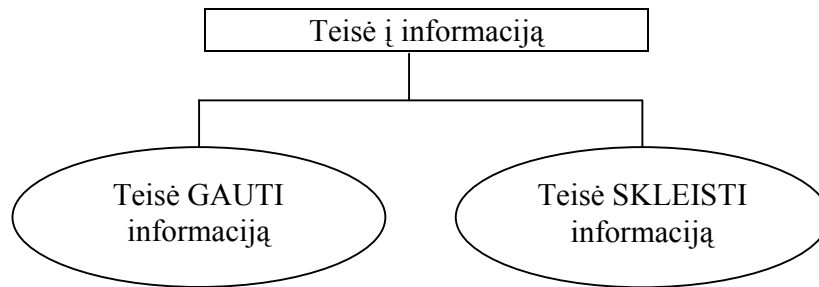 Teisė į informaciją
Teisė GAUTI
informaciją
Teisė SKLEISTI
informaciją